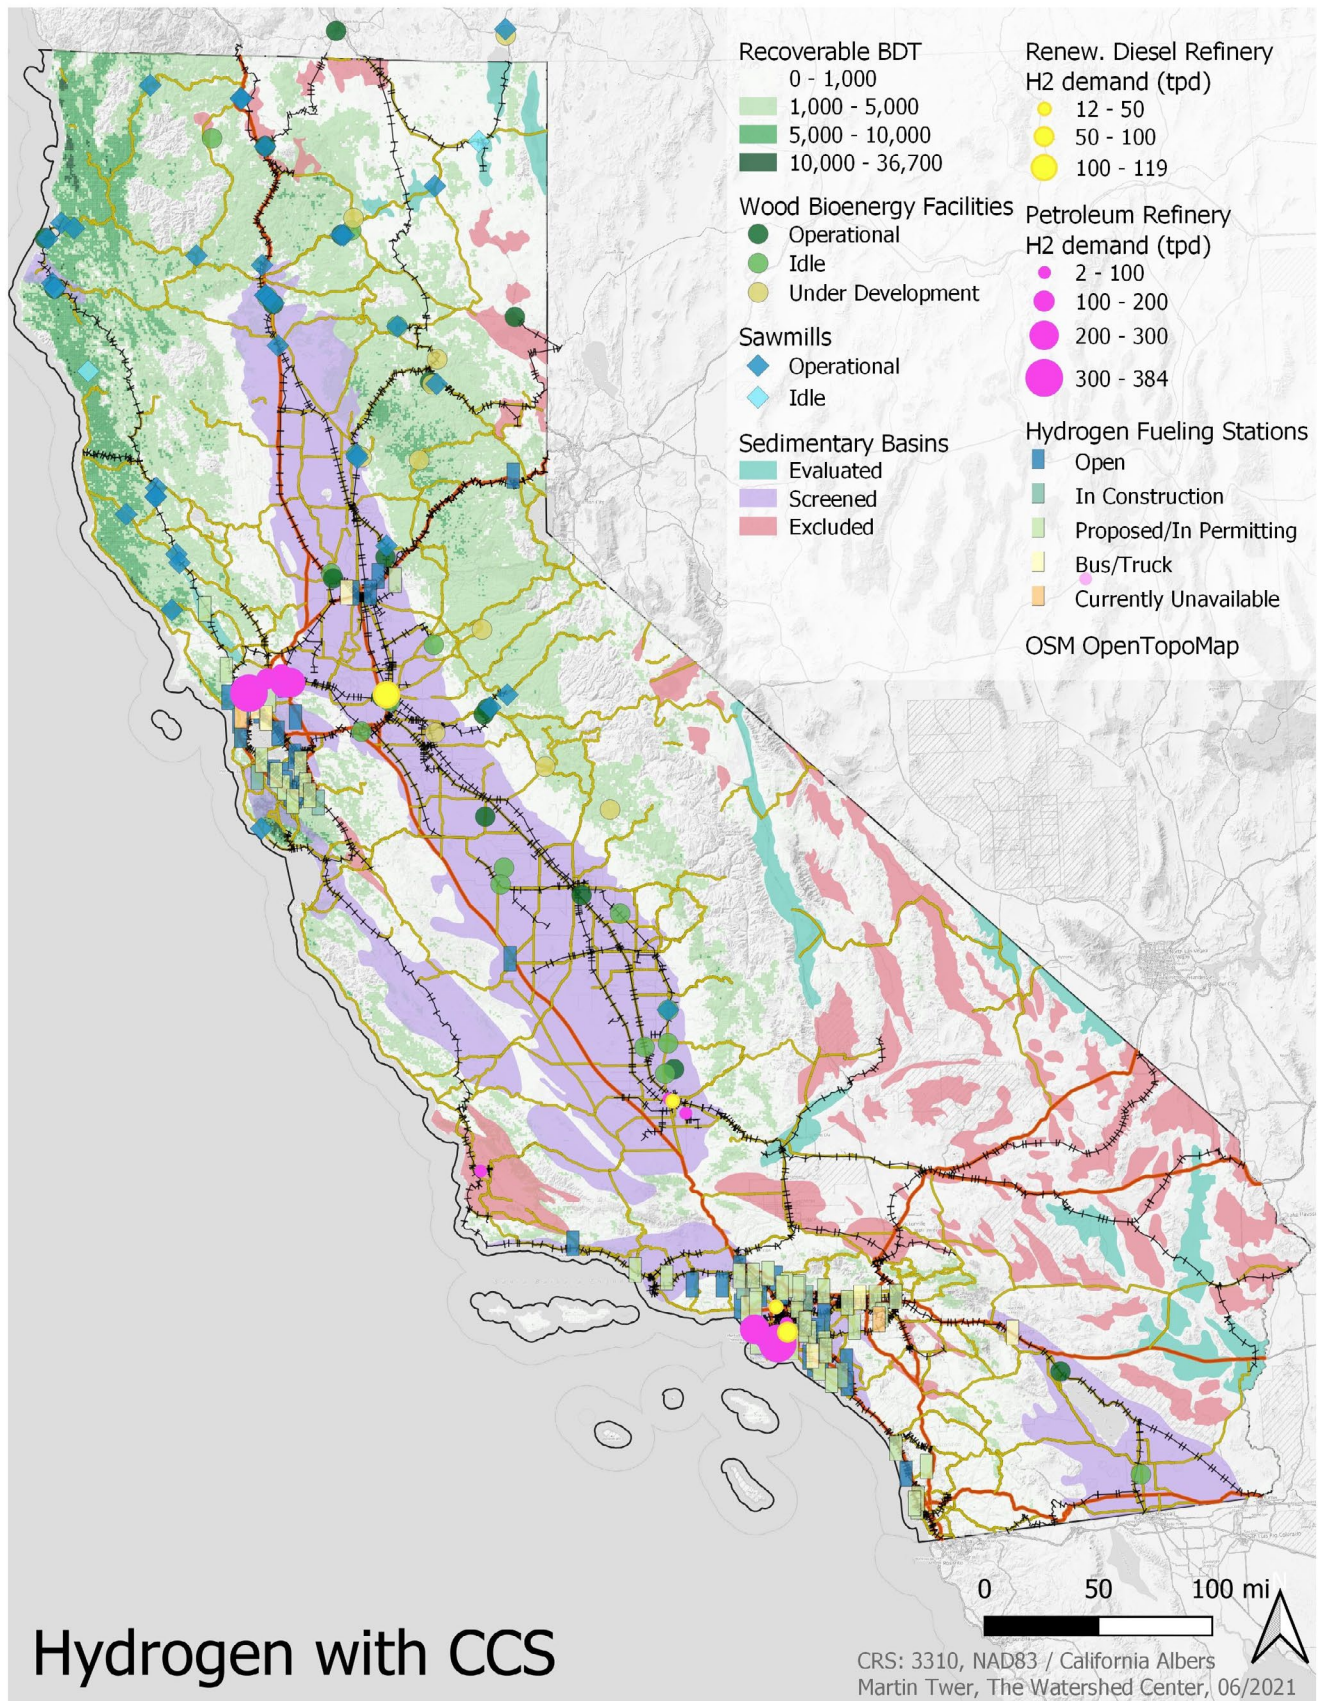 Recoverable BDT
0 - 1,000
1,000 - 5,000
5,000 - 10,000
10,000 - 36,700
Wood Bioenergy Facilities
Operational
Idle
Under Development
Sawmills
Operational
Idle
Sedimentary Basins
Evaluated
Screened
Excluded
Renew. Diesel Refinery
H2 demand (tpd)
12 - 50
50 - 100
100 - 119
Petroleum Refinery
H2 demand (tpd)
2 - 100
100 - 200
200 - 300
300 - 384
Hydrogen Fueling Stations
Open
In Construction
Proposed/In Permitting
Bus/Truck
Currently Unavailable
OSM OpenTopoMap
0 50 100 mi
N
Hydrogen with CCS
CRS: 3310, NAD83 / California Albers
Martin Twer, The Watershed Center, 06/2021